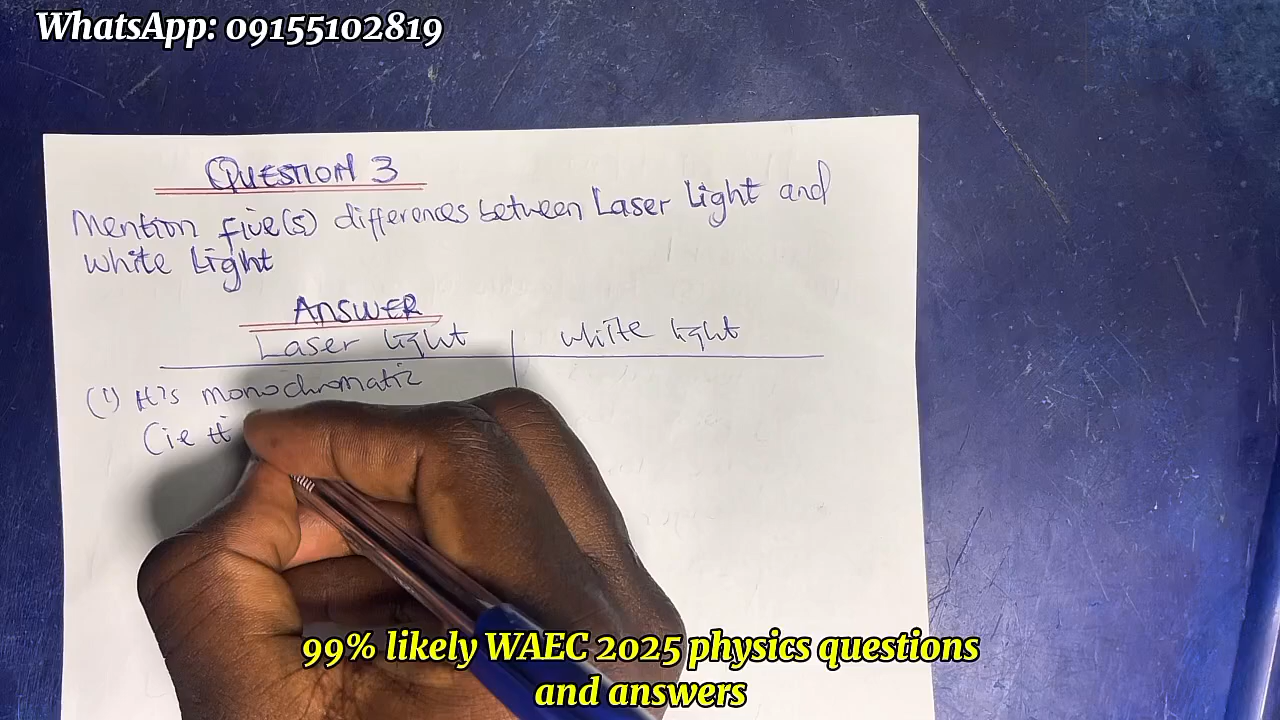 WhatsApp: 09155102819
QUESTION 3
Mention five(5) differences between Laser Light and
white Light
ANSWER
Laser light
white light
(i) It is monochromatic
(ie it
99% likely WAEC 2025 physics questions
and answers